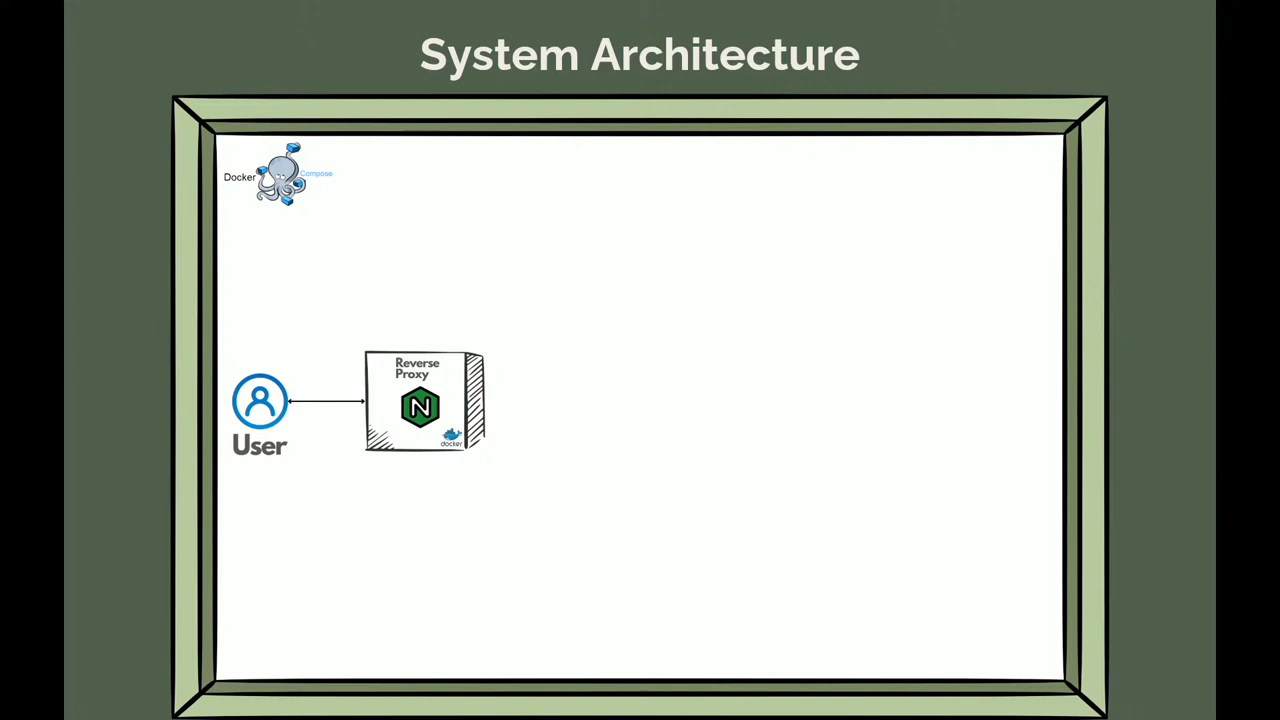 System Architecture
Docker Compose
Reverse
Proxy
N
docker
User